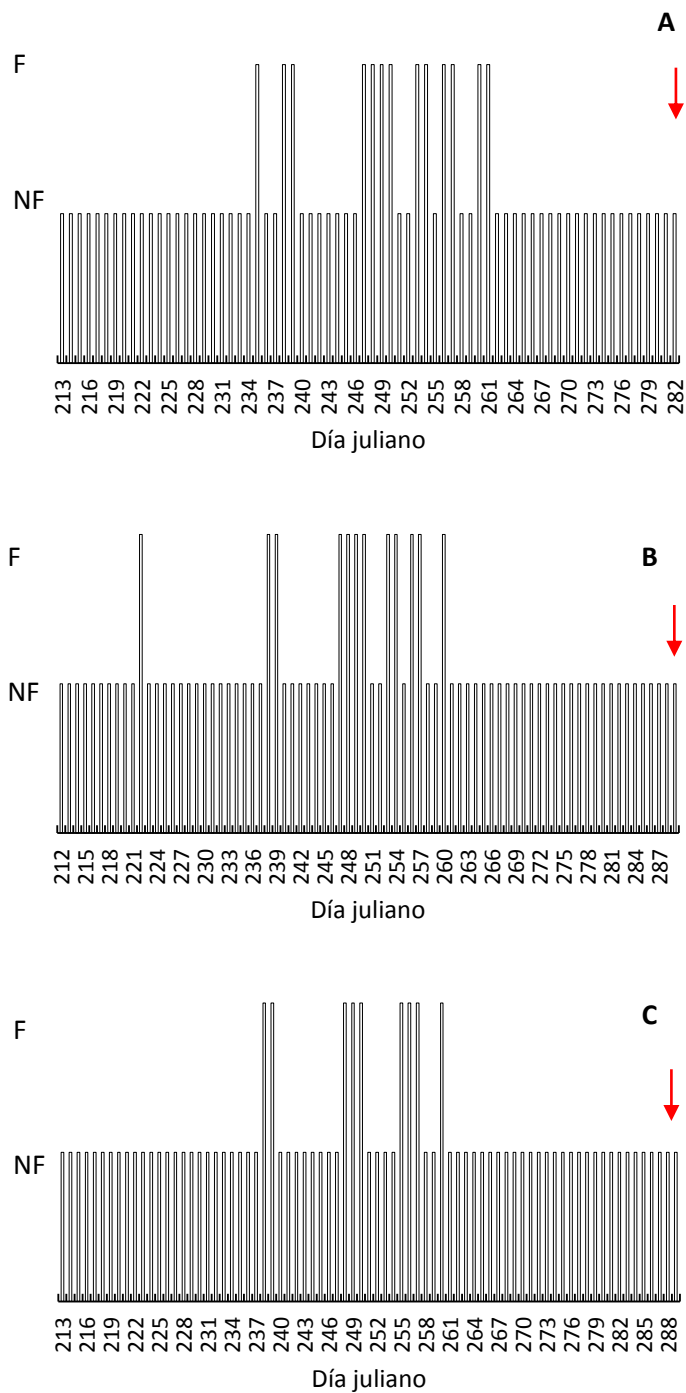 A
F
NF
213 216 219 222 225 228 231 234 237 240 243 246 249 252 255 258 261 264 267 270 273 276 279 282
Día juliano
F
B
NF
212 215 218 221 224 227 230 233 236 239 242 245 248 251 254 257 260 263 266 269 272 275 278 281 284 287
Día juliano
C
F
NF
213 216 219 222 225 228 231 234 237 240 243 246 249 252 255 258 261 264 267 270 273 276 279 282 285 288
Día juliano